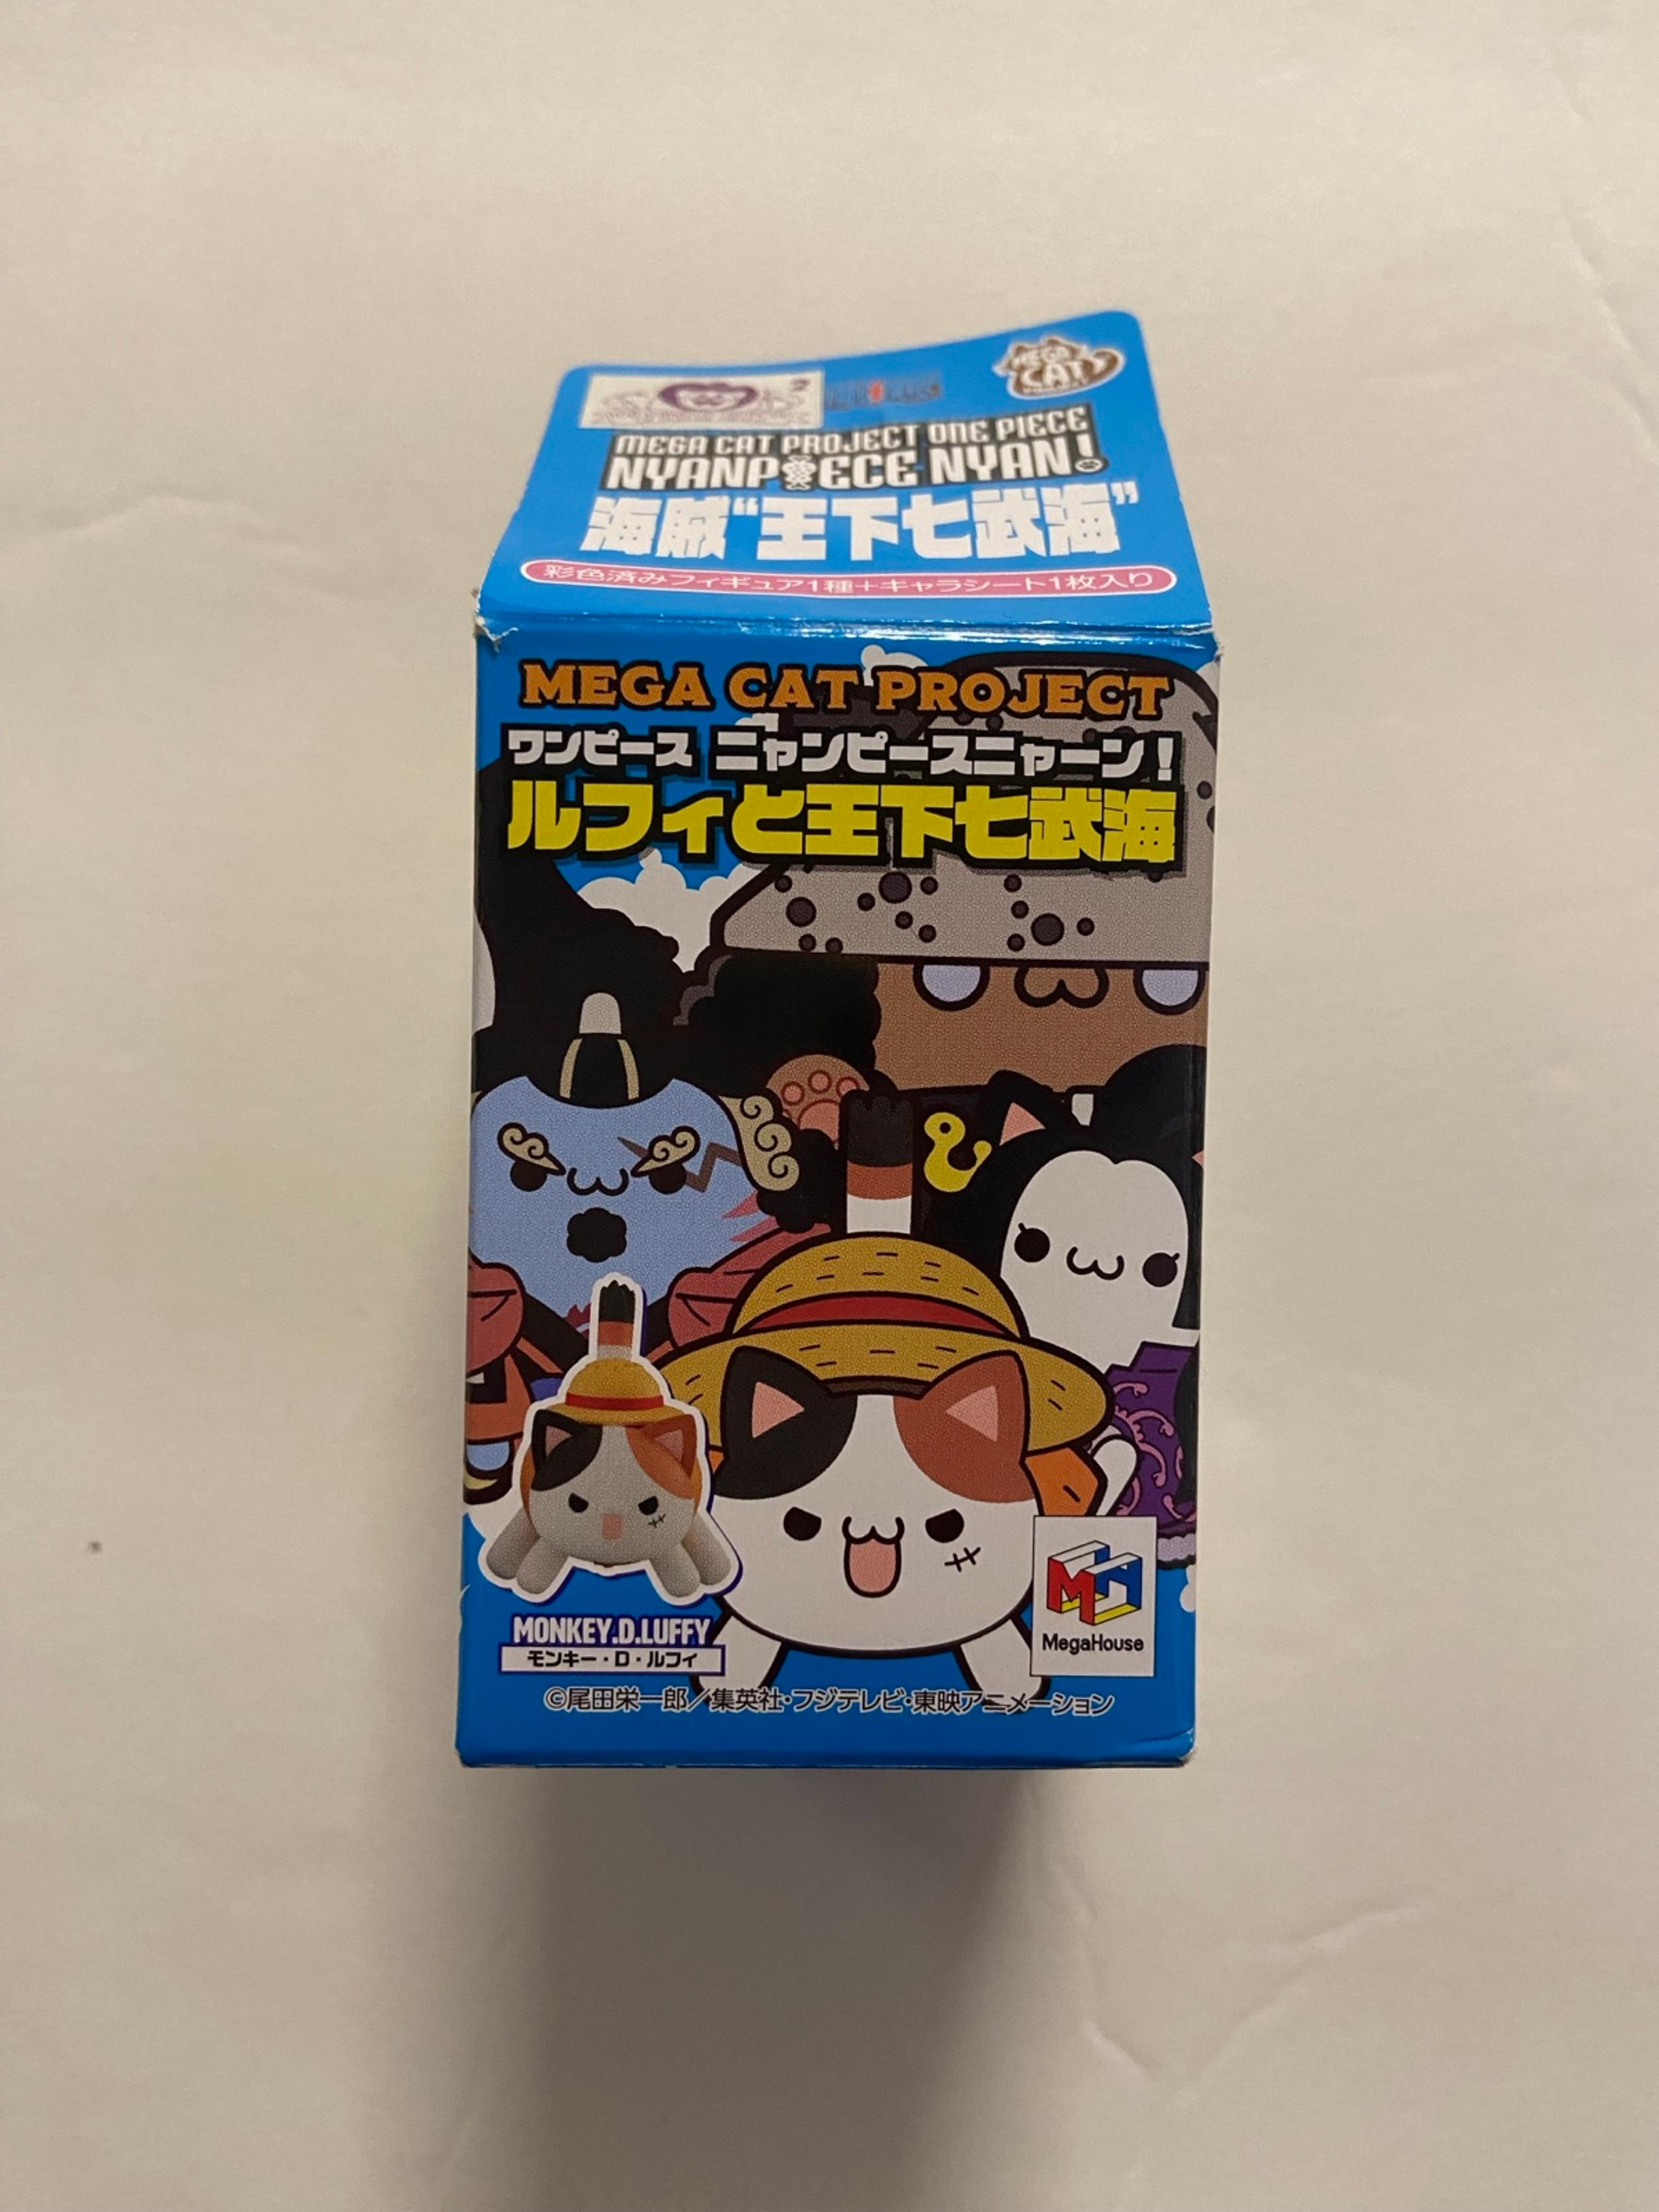 MEGA CAT PROJECT
2
MEGA CAT PROJECT ONE PIECE
NYANPIECE NYAN!
海賊“王下七武海”
彩色済みフィギュア1種+キャラシート1枚入り
MEGA CAT PROJECT
ワンピース ニャンピースニャーン!
ルフィと王下七武海
MONKEY.D.LUFFY
モンキー・D・ルフィ
MH
MegaHouse
©尾田栄一郎/集英社・フジテレビ・東映アニメーション